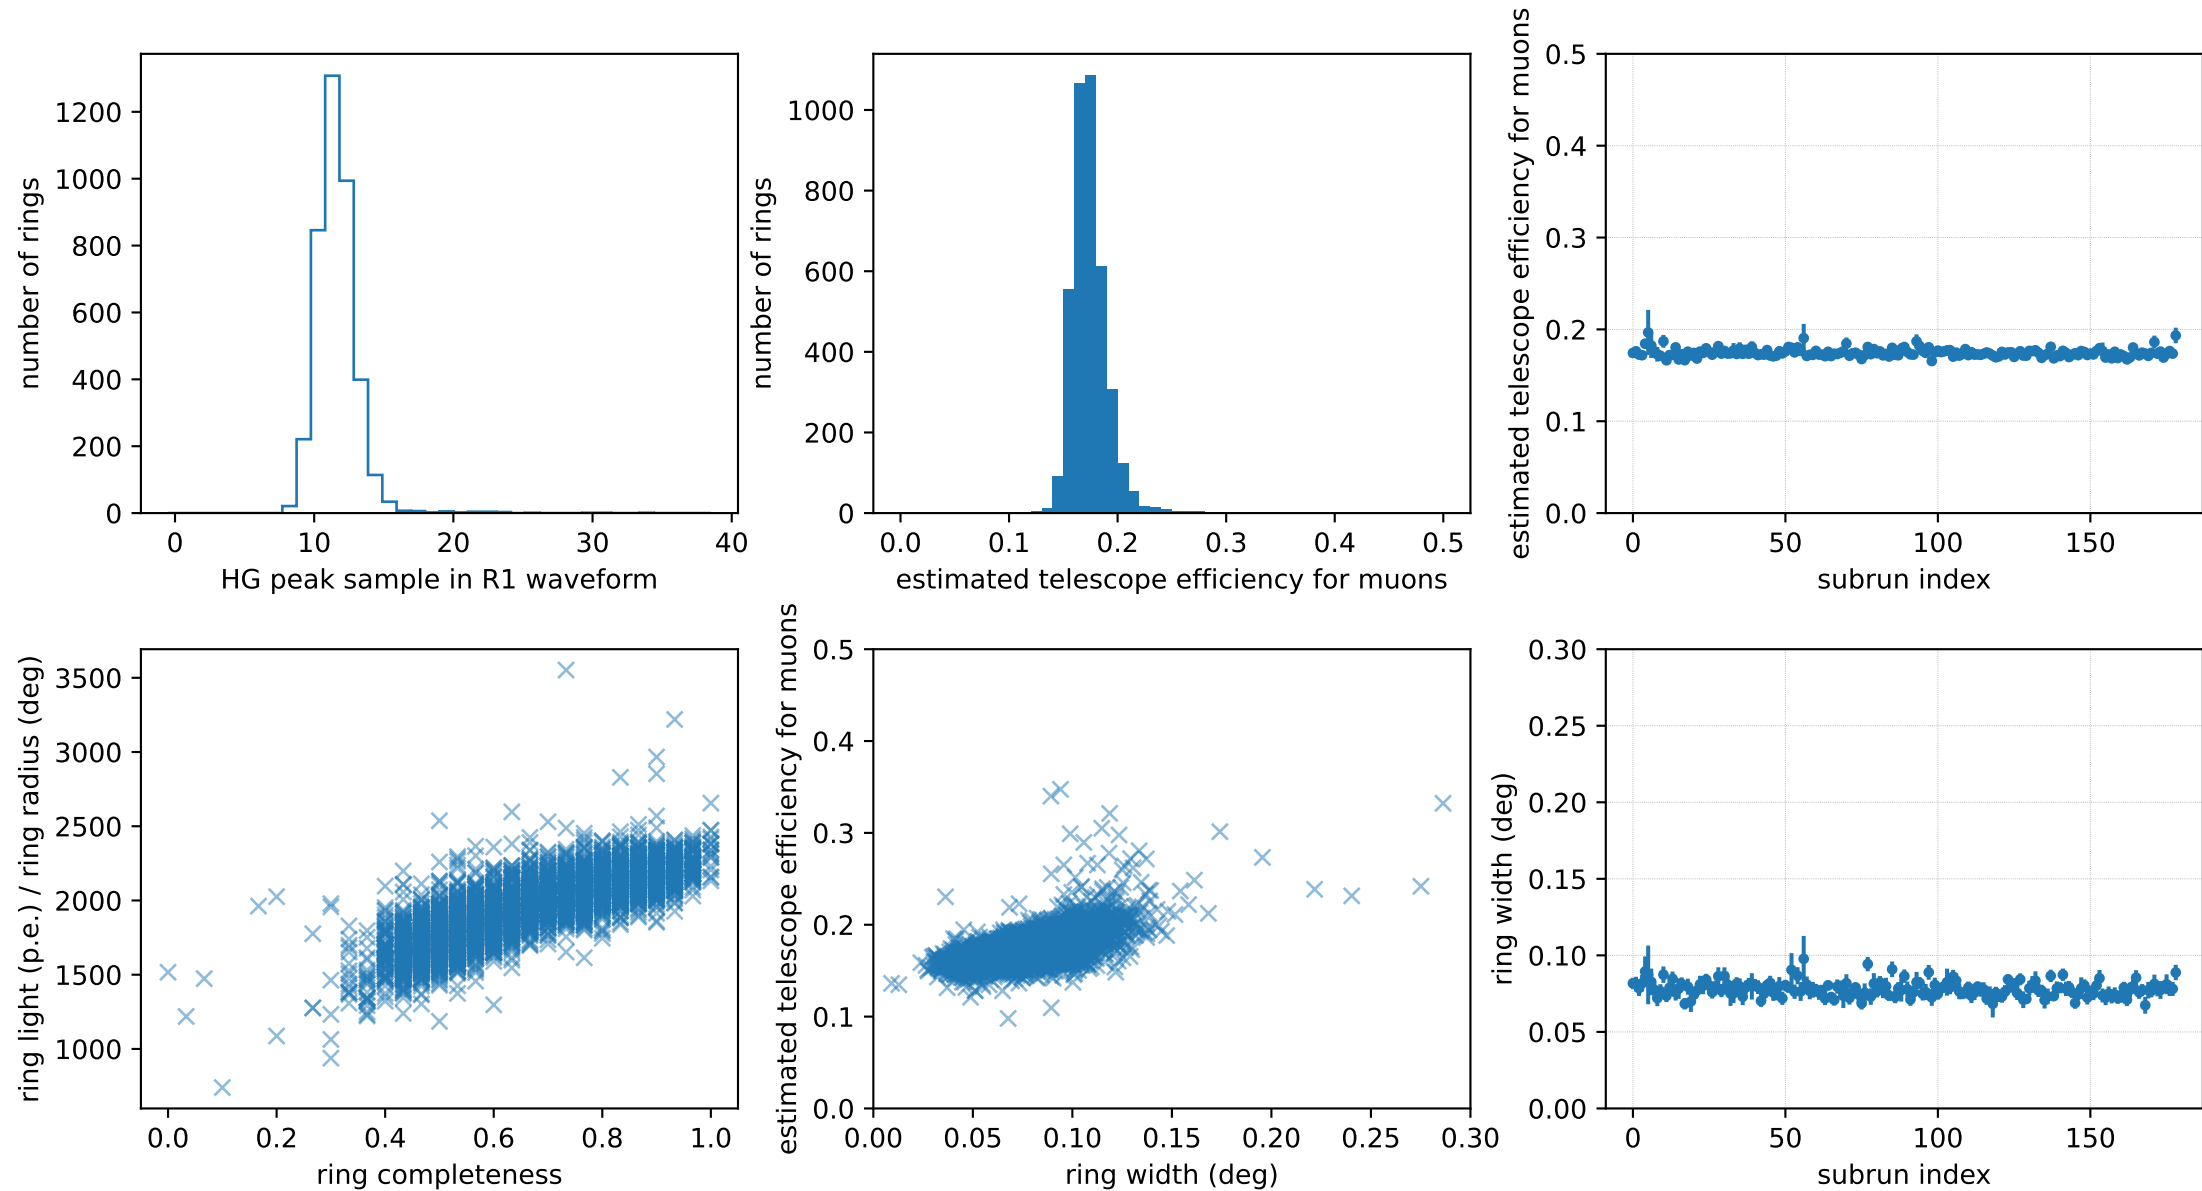 number of rings
1200
1000
800
600
400
200
0
0 10 20 30 40
HG peak sample in R1 waveform
number of rings
1000
800
600
400
200
0
0.0 0.1 0.2 0.3 0.4 0.5
estimated telescope efficiency for muons
estimated telescope efficiency for muons
0.5
0.4
0.3
0.2
0.1
0.0
0 50 100 150
subrun index
ring light (p.e.) / ring radius (deg)
3500
3000
2500
2000
1500
1000
0.0 0.2 0.4 0.6 0.8 1.0
ring completeness
estimated telescope efficiency for muons
0.5
0.4
0.3
0.2
0.1
0.0
0.00 0.05 0.10 0.15 0.20 0.25 0.30
ring width (deg)
ring width (deg)
0.30
0.25
0.20
0.15
0.10
0.05
0.00
0 50 100 150
subrun index